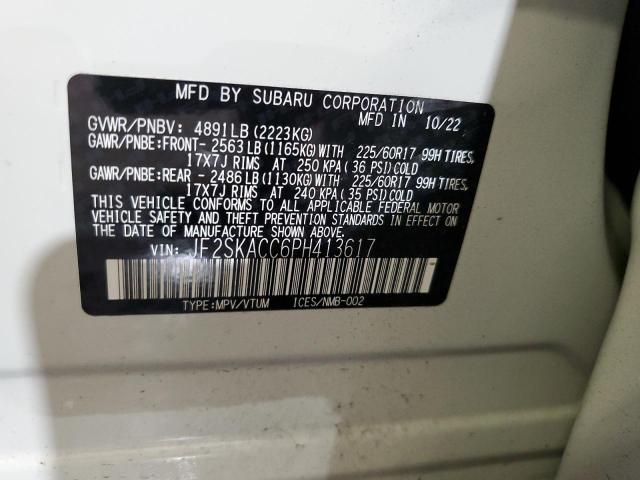 MFD BY SUBARU CORPORATION
MFD IN 10/22
GVWR/PNBV: 4891LB(2223KG)
GAWR/PNBE:FRONT- 2563LB(1165KG)WITH 225/60R17 99H TIRES,
17X7J RIMS AT 250 KPA(36 PSI)COLD
GAWR/PNBE:REAR - 2486LB(1130KG)WITH 225/60R17 99H TIRES,
17X7J RIMS AT 240 KPA(35 PSI)COLD
THIS VEHICLE CONFORMS TO ALL APPLICABLE FEDERAL MOTOR
VEHICLE SAFETY AND THEFT PREVENTION STANDARDS IN EFFECT ON
THE DATE OF MANUFACTURE SHOWN ABOVE.
VIN: JF2SKACC6PH413617
TYPE:MPV/VTUM ICES/NMB-002